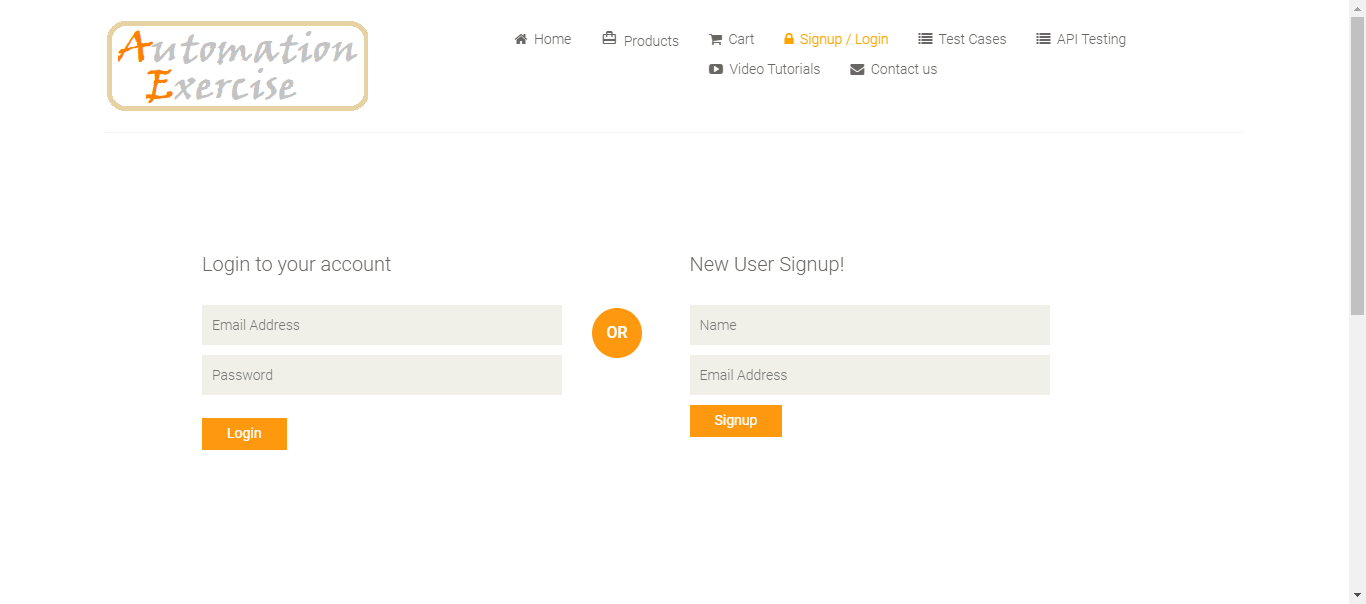 Automation
Exercise
Home Products Cart Signup / Login Test Cases API Testing
Video Tutorials Contact us
Login to your account
Email Address
Password
Login
OR
New User Signup!
Name
Email Address
Signup